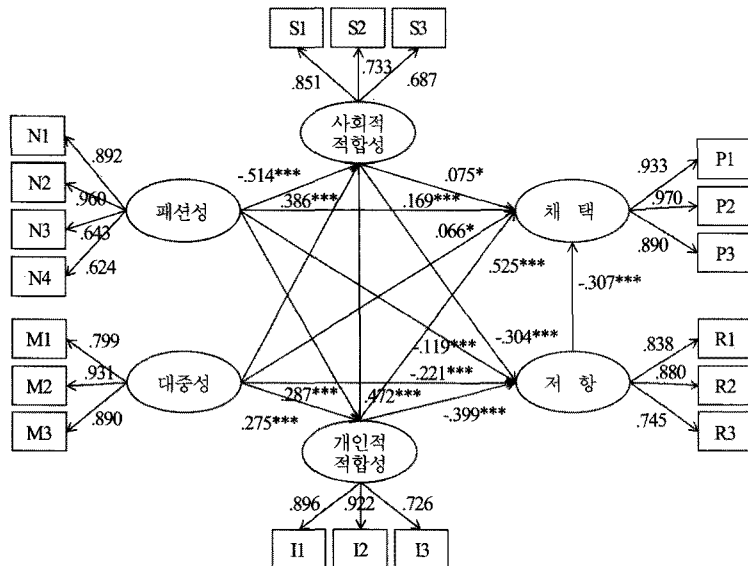 S1 S2 S3
.851 .733 .687
사회적
적합성
N1
N2
N3
N4
.892
.960
.643
.624
패션성
-.514***
.386***
.075*
.169***
.066*
.525***
채 택
.933
.970
.890
P1
P2
P3
-.307***
M1
M2
M3
.799
.931
.890
대중성
-.304***
-.119***
-.221***
.287***
.472***
.275***
-.399***
저 항
.838
.880
.745
R1
R2
R3
개인적
적합성
.896 .922 .726
I1 I2 I3